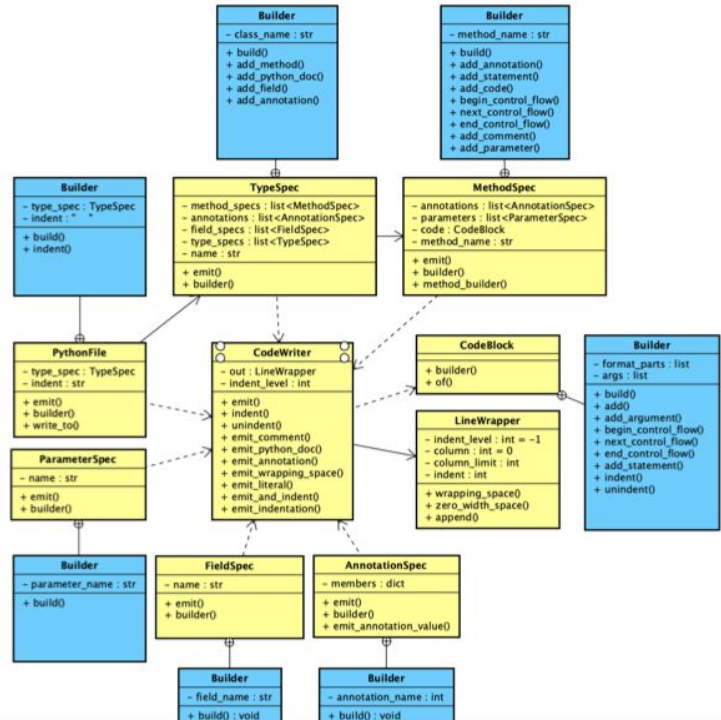 Builder
- class_name : str
+ build()
+ add_method()
+ add_python_doc()
+ add_field()
+ add_annotation()
Builder
- method_name : str
+ build()
+ add_annotation()
+ add_statement()
+ add_code()
+ begin_control_flow()
+ next_control_flow()
+ end_control_flow()
+ add_comment()
+ add_parameter()
Builder
- type_spec : TypeSpec
- indent : "    "
+ build()
+ indent()
TypeSpec
- method_specs : list<MethodSpec>
- annotations : list<AnnotationSpec>
- field_specs : list<FieldSpec>
- type_specs : list<TypeSpec>
- name : str
+ emit()
+ builder()
MethodSpec
- annotations : list<AnnotationSpec>
- parameters : list<ParameterSpec>
- code : CodeBlock
- method_name : str
+ emit()
+ builder()
+ method_builder()
PythonFile
- type_spec : TypeSpec
- indent : str
+ emit()
+ builder()
+ write_to()
CodeWriter
- out : LineWrapper
- indent_level : int
+ emit()
+ indent()
+ unindent()
+ emit_comment()
+ emit_python_doc()
+ emit_annotation()
+ emit_wrapping_space()
+ emit_literal()
+ emit_and_indent()
+ emit_indentation()
CodeBlock
+ builder()
+ of()
Builder
- format_parts : list
- args : list
+ build()
+ add()
+ add_argument()
+ begin_control_flow()
+ next_control_flow()
+ end_control_flow()
+ add_statement()
+ indent()
+ unindent()
LineWrapper
- indent_level : int = -1
- column : int = 0
- column_limit : int
- indent : int
+ wrapping_space()
+ zero_width_space()
+ append()
ParameterSpec
- name : str
+ emit()
+ builder()
Builder
- parameter_name : str
+ build()
FieldSpec
- name : str
+ emit()
+ builder()
AnnotationSpec
- members : dict
+ emit()
+ builder()
+ emit_annotation_value()
Builder
- field_name : str
+ build() : void
Builder
- annotation_name : int
+ build() : void